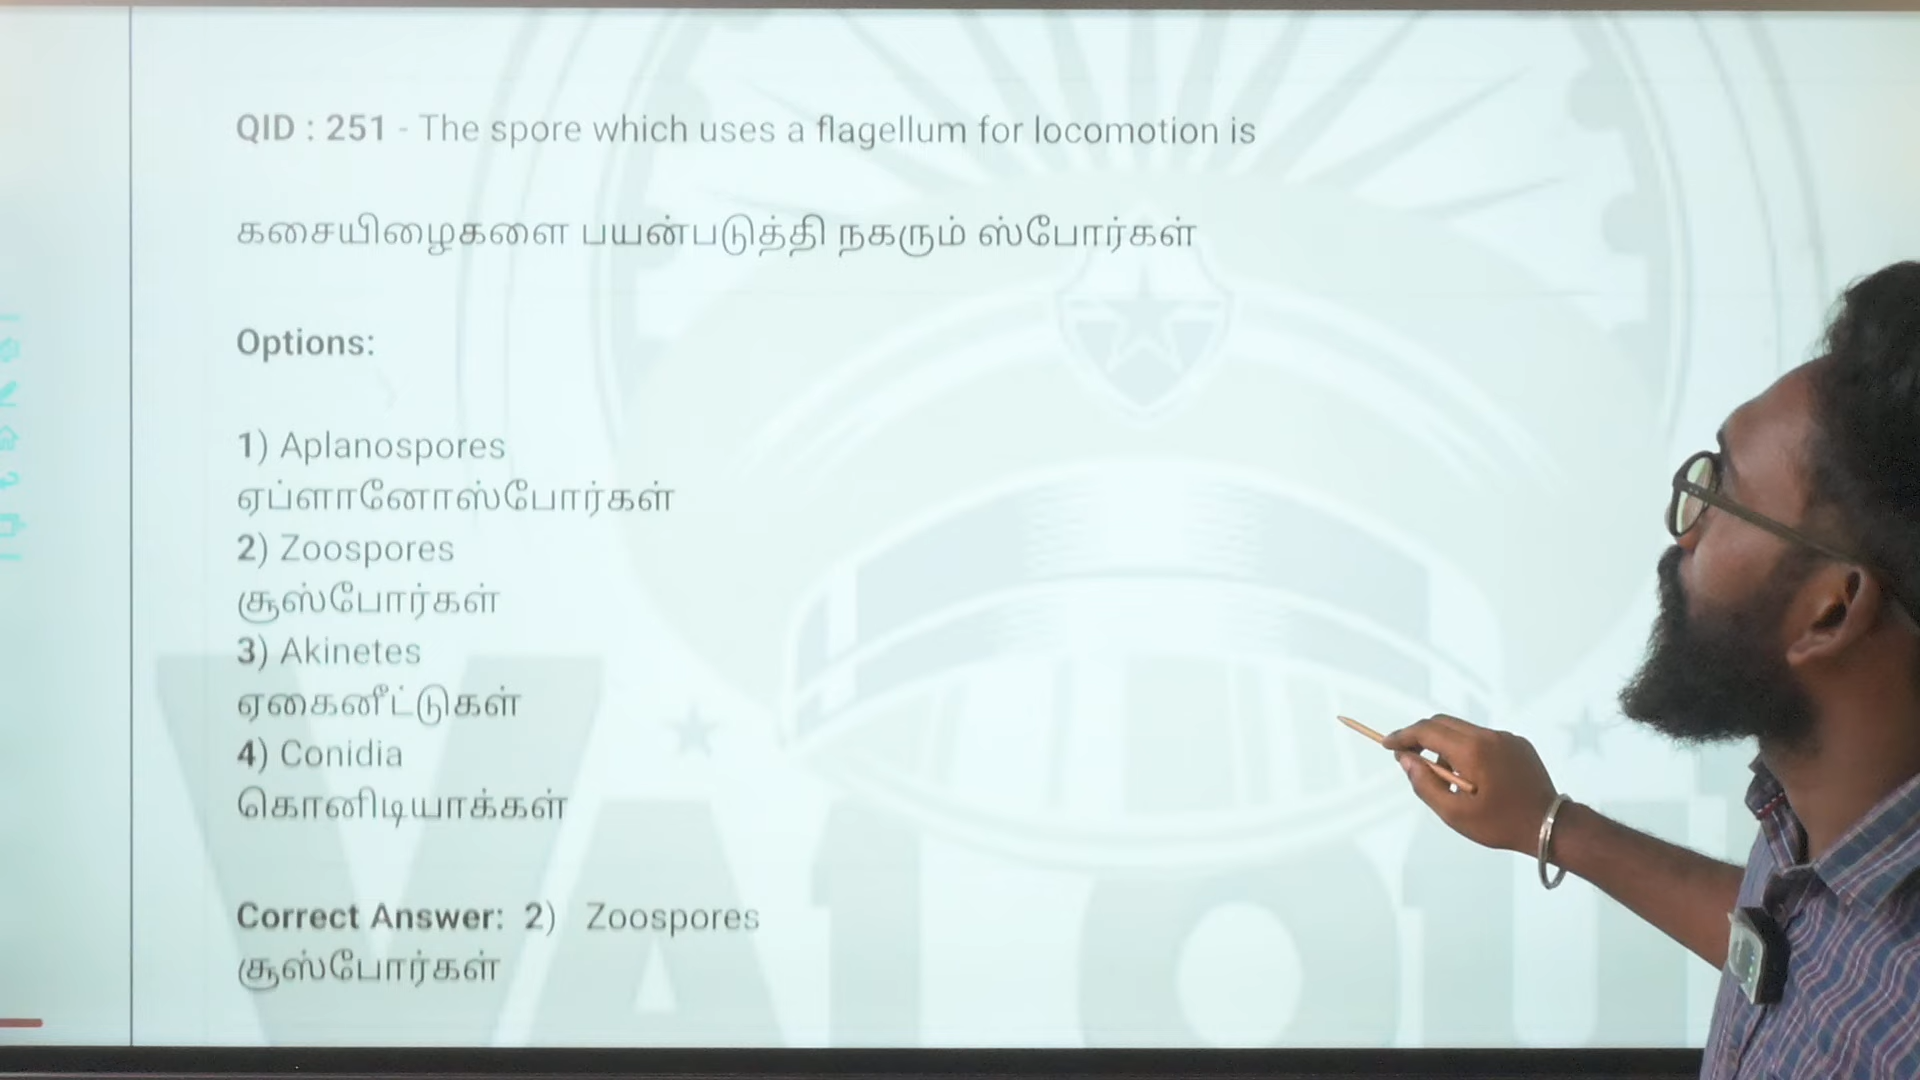 QID : 251 - The spore which uses a flagellum for locomotion is
கசையிழைகளை பயன்படுத்தி நகரும் ஸ்போர்கள்
Options:
1) Aplanospores
ஏப்ளானோஸ்போர்கள்
2) Zoospores
சூஸ்போர்கள்
3) Akinetes
ஏகைனீட்டுகள்
4) Conidia
கொனிடியாக்கள்
Correct Answer: 2) Zoospores
சூஸ்போர்கள்